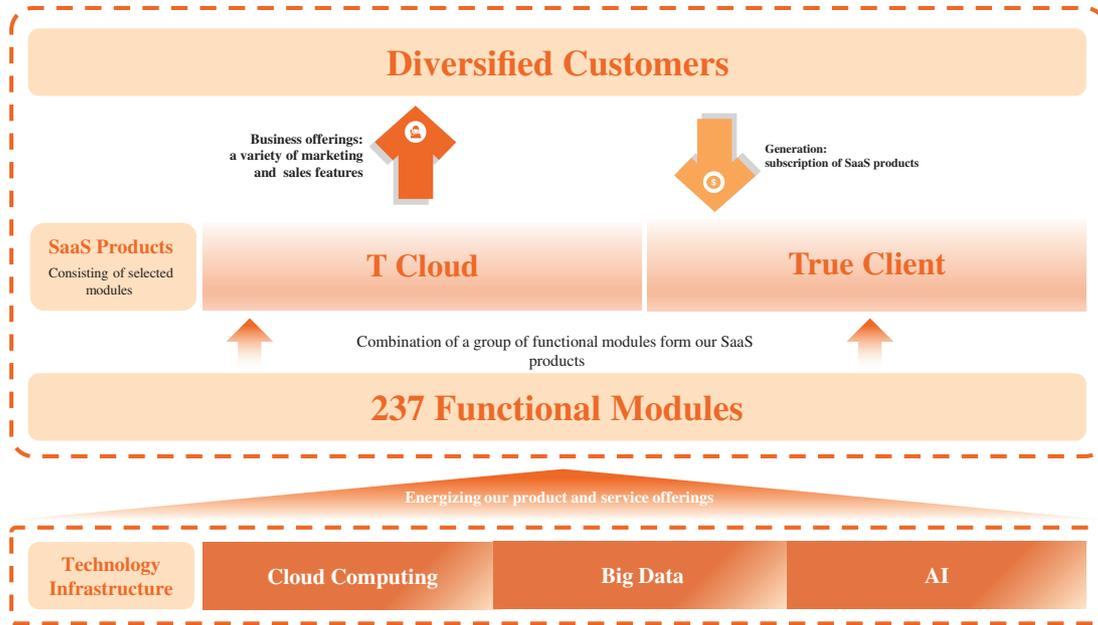 Diversified Customers
Business offerings:
a variety of marketing
and sales features
Generation:
subscription of SaaS products
SaaS Products
Consisting of selected
modules
T Cloud
True Client
Combination of a group of functional modules form our SaaS
products
237 Functional Modules
Energizing our product and service offerings
Technology
Infrastructure
Cloud Computing
Big Data
AI